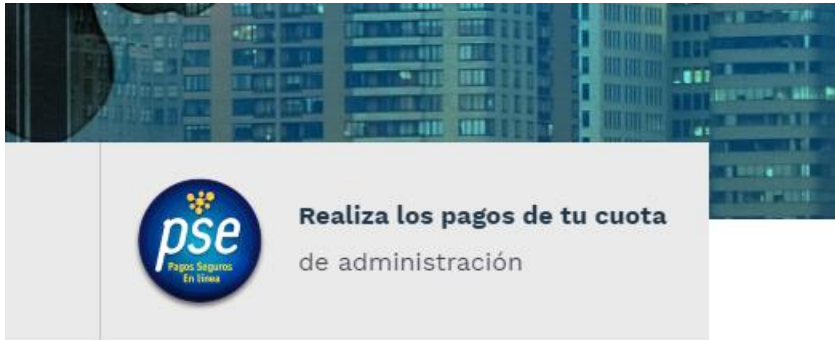 pse
Pagos Seguros
En línea
Realiza los pagos de tu cuota
de administración